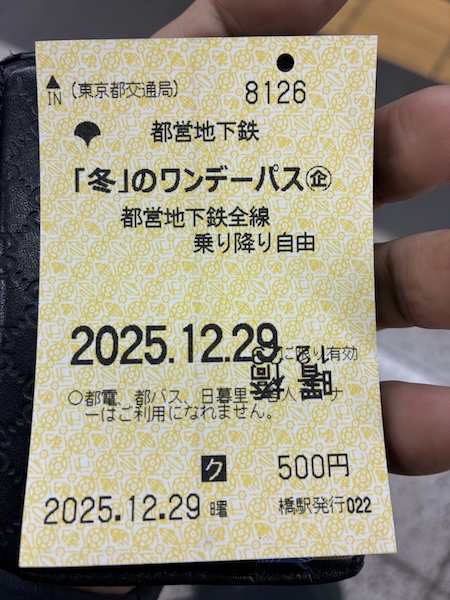 IN (東京都交通局) 8126
都営地下鉄
「冬」のワンデーパス㊭
都営地下鉄全線
乗り降り自由
2025.12.29に限り有効
○都電、都バス、日暮里・舎人ライナ
ーはご利用になれません。
ク 500円
2025.12.29 曙橋駅発行022